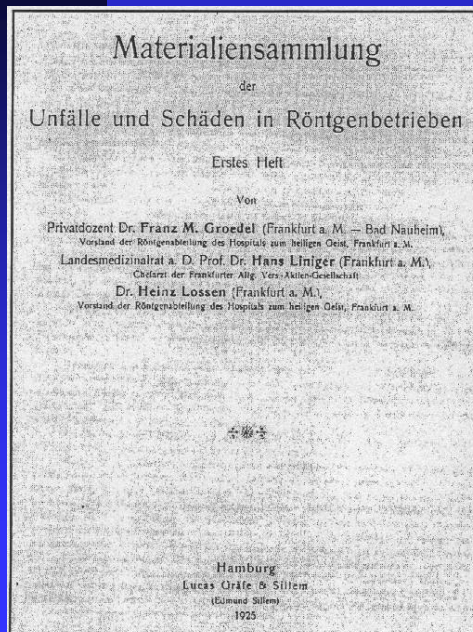 Materialiensammlung
der
Unfälle und Schäden in Röntgenbetrieben
Erstes Heft
Von
Privatdozent Dr. Franz M. Groedel (Frankfurt a. M. — Bad Nauheim),
Vorstand der Röntgenabteilung des Hospitals zum heiligen Geist, Frankfurt a. M.
Landesmedizinalrat a. D. Prof. Dr. Hans Liniger (Frankfurt a. M.),
Chefarzt der Frankfurter Allg. Vers.-Aktien-Gesellschaft
Dr. Heinz Lossen (Frankfurt a. M.),
Vorstand der Röntgenabteilung des Hospitals zum heiligen Geist, Frankfurt a. M.
Hamburg
Lucas Gräfe & Sillem
(Edmund Sillem)
1925